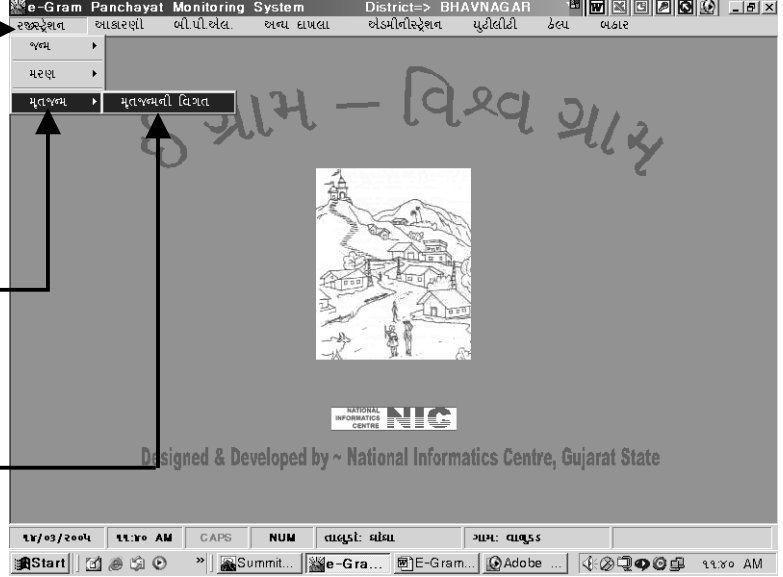 e-Gram Panchayat Monitoring System District=> BHAVNAGAR
રજીસ્ટ્રેશન આકારણી બી.પી.એલ. અન્ય દાખલા એડમીનીસ્ટ્રેશન યુટીલીટી હેલ્પ બહાર
જન્મ
મરણ
મૃતજન્મ મૃતજન્મની વિગત
ઈ ગ્રામ – વિશ્વ ગ્રામ
NATIONAL
INFORMATICS
CENTRE
NIC
Designed & Developed by ~ National Informatics Centre, Gujarat State
૧૪/૦૩/૨૦૦૫ ૧૧:૪૦ AM CAPS NUM તાલુકો: ગામ:
Start Summit... e-Gra... E-Gram... Adobe ... ૧૧:૪૦ AM